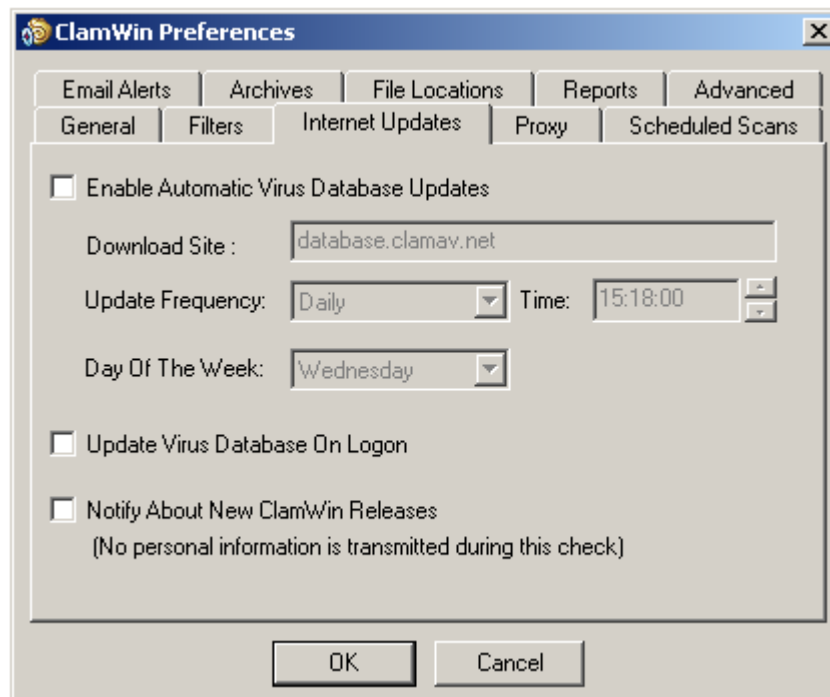 ClamWin Preferences
Email Alerts Archives File Locations Reports Advanced
General Filters Internet Updates Proxy Scheduled Scans
Enable Automatic Virus Database Updates
Download Site : database.clamav.net
Update Frequency: Daily Time: 15:18:00
Day Of The Week: Wednesday
Update Virus Database On Logon
Notify About New ClamWin Releases
(No personal information is transmitted during this check)
OK Cancel